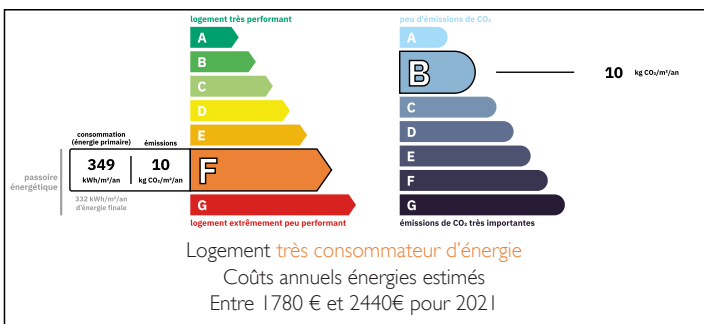 logement très performant
A
B
C
D
E
consommation
(énergie primaire)
émissions
passoire
énergétique
349
kWh/m²/an
10
kg CO₂/m²/an
F
332 kWh/m²/an
d'énergie finale
G
logement extrêmement peu performant
peu d'émissions de CO₂
A
B
10
kg CO₂/m²/an
C
D
E
F
G
émissions de CO₂ très importantes
Logement très consommateur d'énergie
Coûts annuels énergies estimés
Entre 1780 € et 2440€ pour 2021